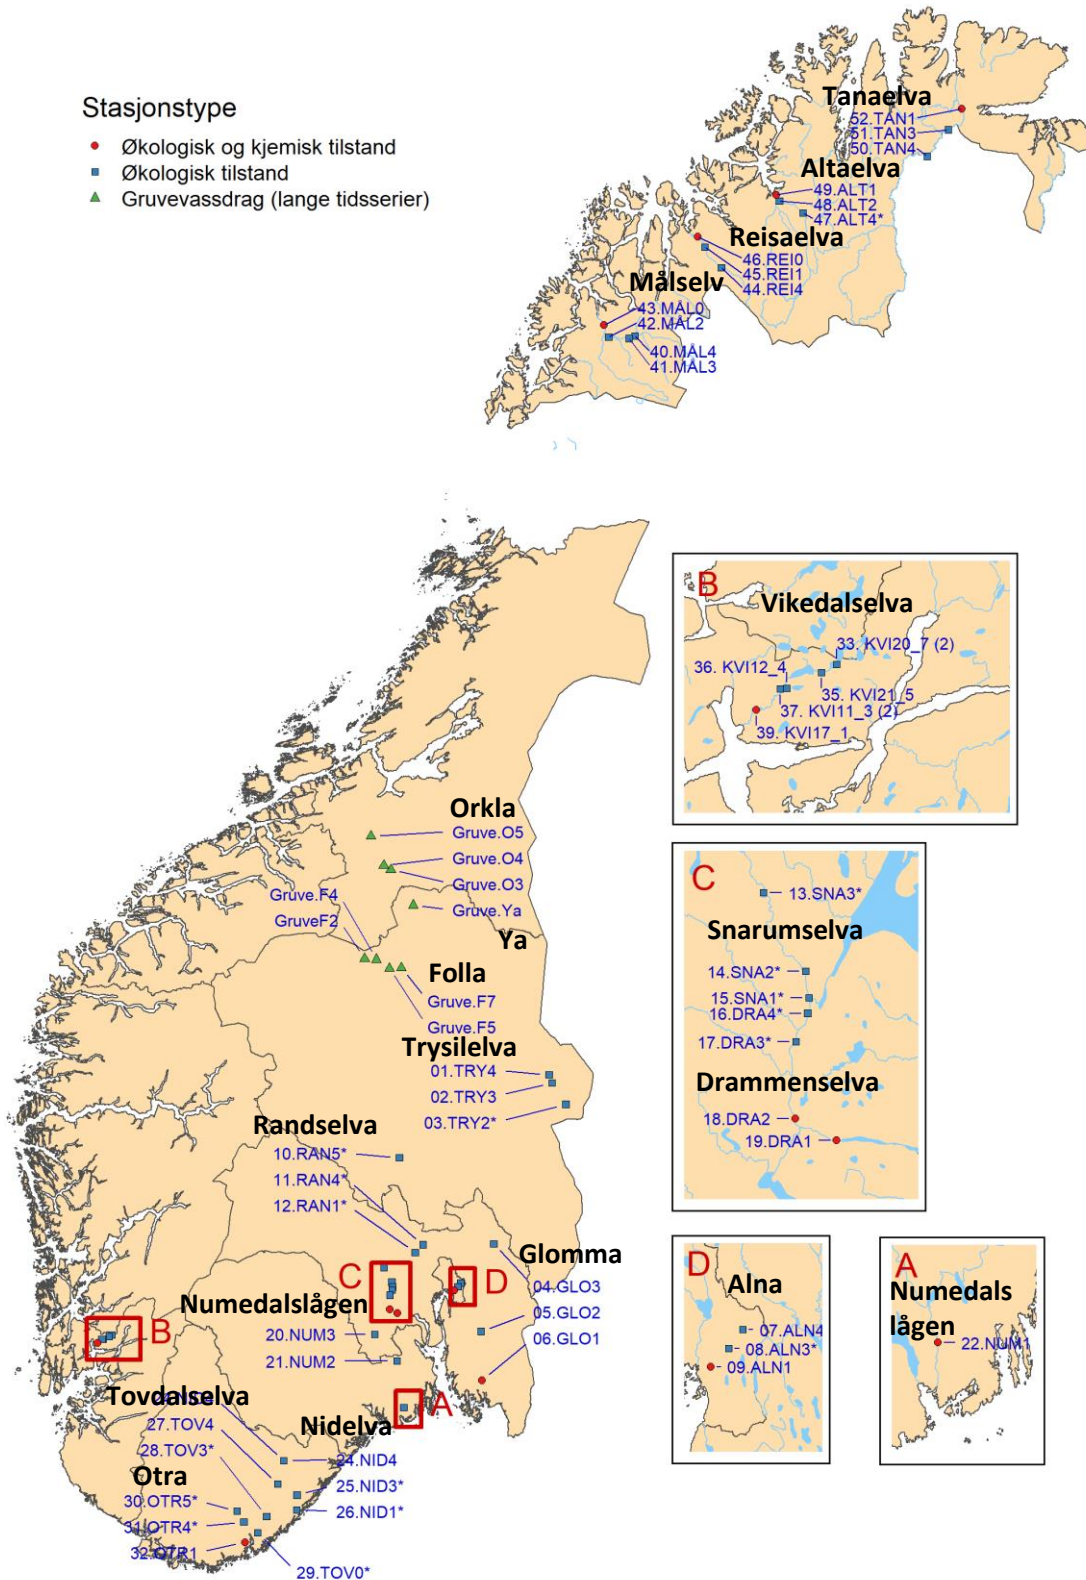 Stasjonstype
Økologisk og kjemisk tilstand
Økologisk tilstand
Gruvevassdrag (lange tidsserier)
Tanaelva
52.TAN1
51.TAN3
50.TAN4
Altaelva
49.ALT1
48.ALT2
47.ALT4*
Reisaelva
46.REI0
45.REI1
44.REI4
Målselv
43.MÅL0
42.MÅL2
40.MÅL4
41.MÅL3
B
Vikedalselva
33. KVI20_7 (2)
36. KVI12_4
35. KVI21_5
37. KVI11_3 (2)
39. KVI17_1
Orkla
Gruve.O5
Gruve.O4
Gruve.O3
Gruve.F4
Gruve.Ya
GruveF2
Ya
Folla
Gruve.F7
Gruve.F5
Trysilelva
01.TRY4
02.TRY3
03.TRY2*
Randselva
10.RAN5*
11.RAN4*
12.RAN1*
Glomma
04.GLO3
05.GLO2
06.GLO1
C
D
Numedalslågen
20.NUM3
21.NUM2
B
A
Tovdalselva
27.TOV4
28.TOV3*
Nidelva
24.NID4
25.NID3*
26.NID1*
Otra
30.OTR5*
31.OTR4*
32.OTR1
29.TOV0*
C
13.SNA3*
Snarumselva
14.SNA2*
15.SNA1*
16.DRA4*
17.DRA3*
Drammenselva
18.DRA2
19.DRA1
D
Alna
07.ALN4
08.ALN3*
09.ALN1
A
Numedals
lågen
22.NUM1